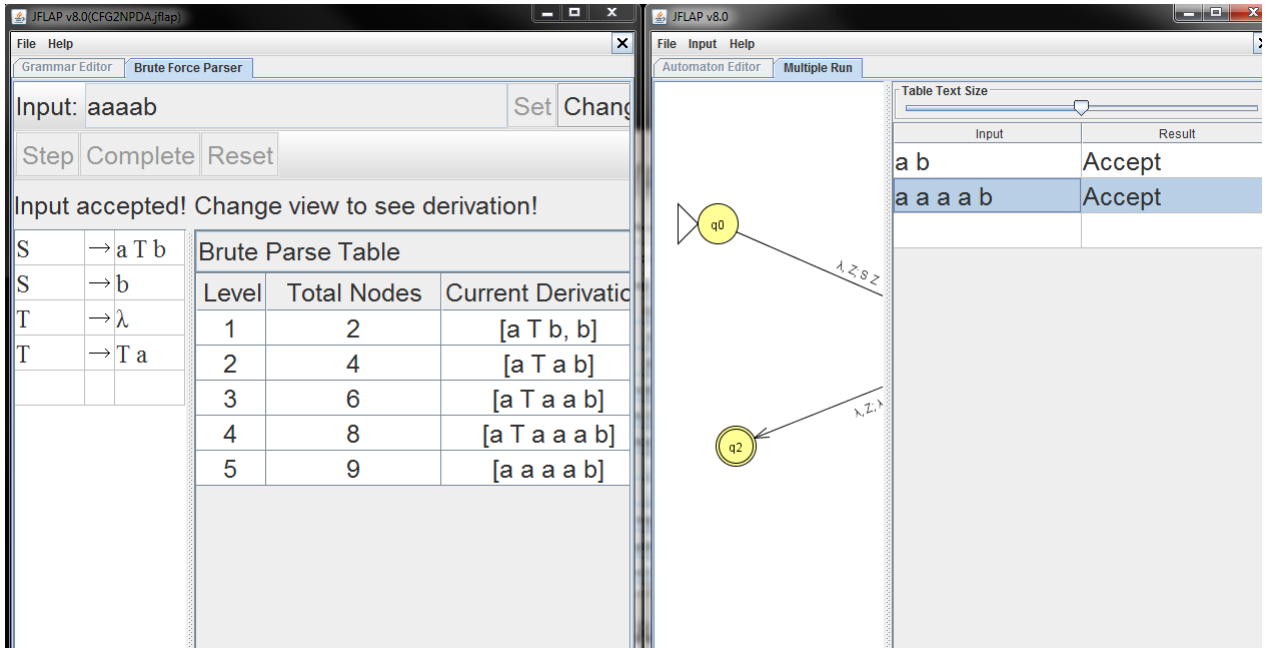 JFLAP v8.0(CFG2NPDA.jflap)
File Help
Grammar Editor Brute Force Parser
Input: aaaab Set Chang
Step Complete Reset
Input accepted! Change view to see derivation!
S → a T b
S → b
T → λ
T → T a
Brute Parse Table
Level Total Nodes Current Derivatio
1 2 [a T b, b]
2 4 [a T a b]
3 6 [a T a a b]
4 8 [a T a a a b]
5 9 [a a a a b]
JFLAP v8.0
File Input Help
Automaton Editor Multiple Run
q0
λ, Z; S Z
λ, Z; λ
q2
Table Text Size
Input Result
a b Accept
a a a a b Accept